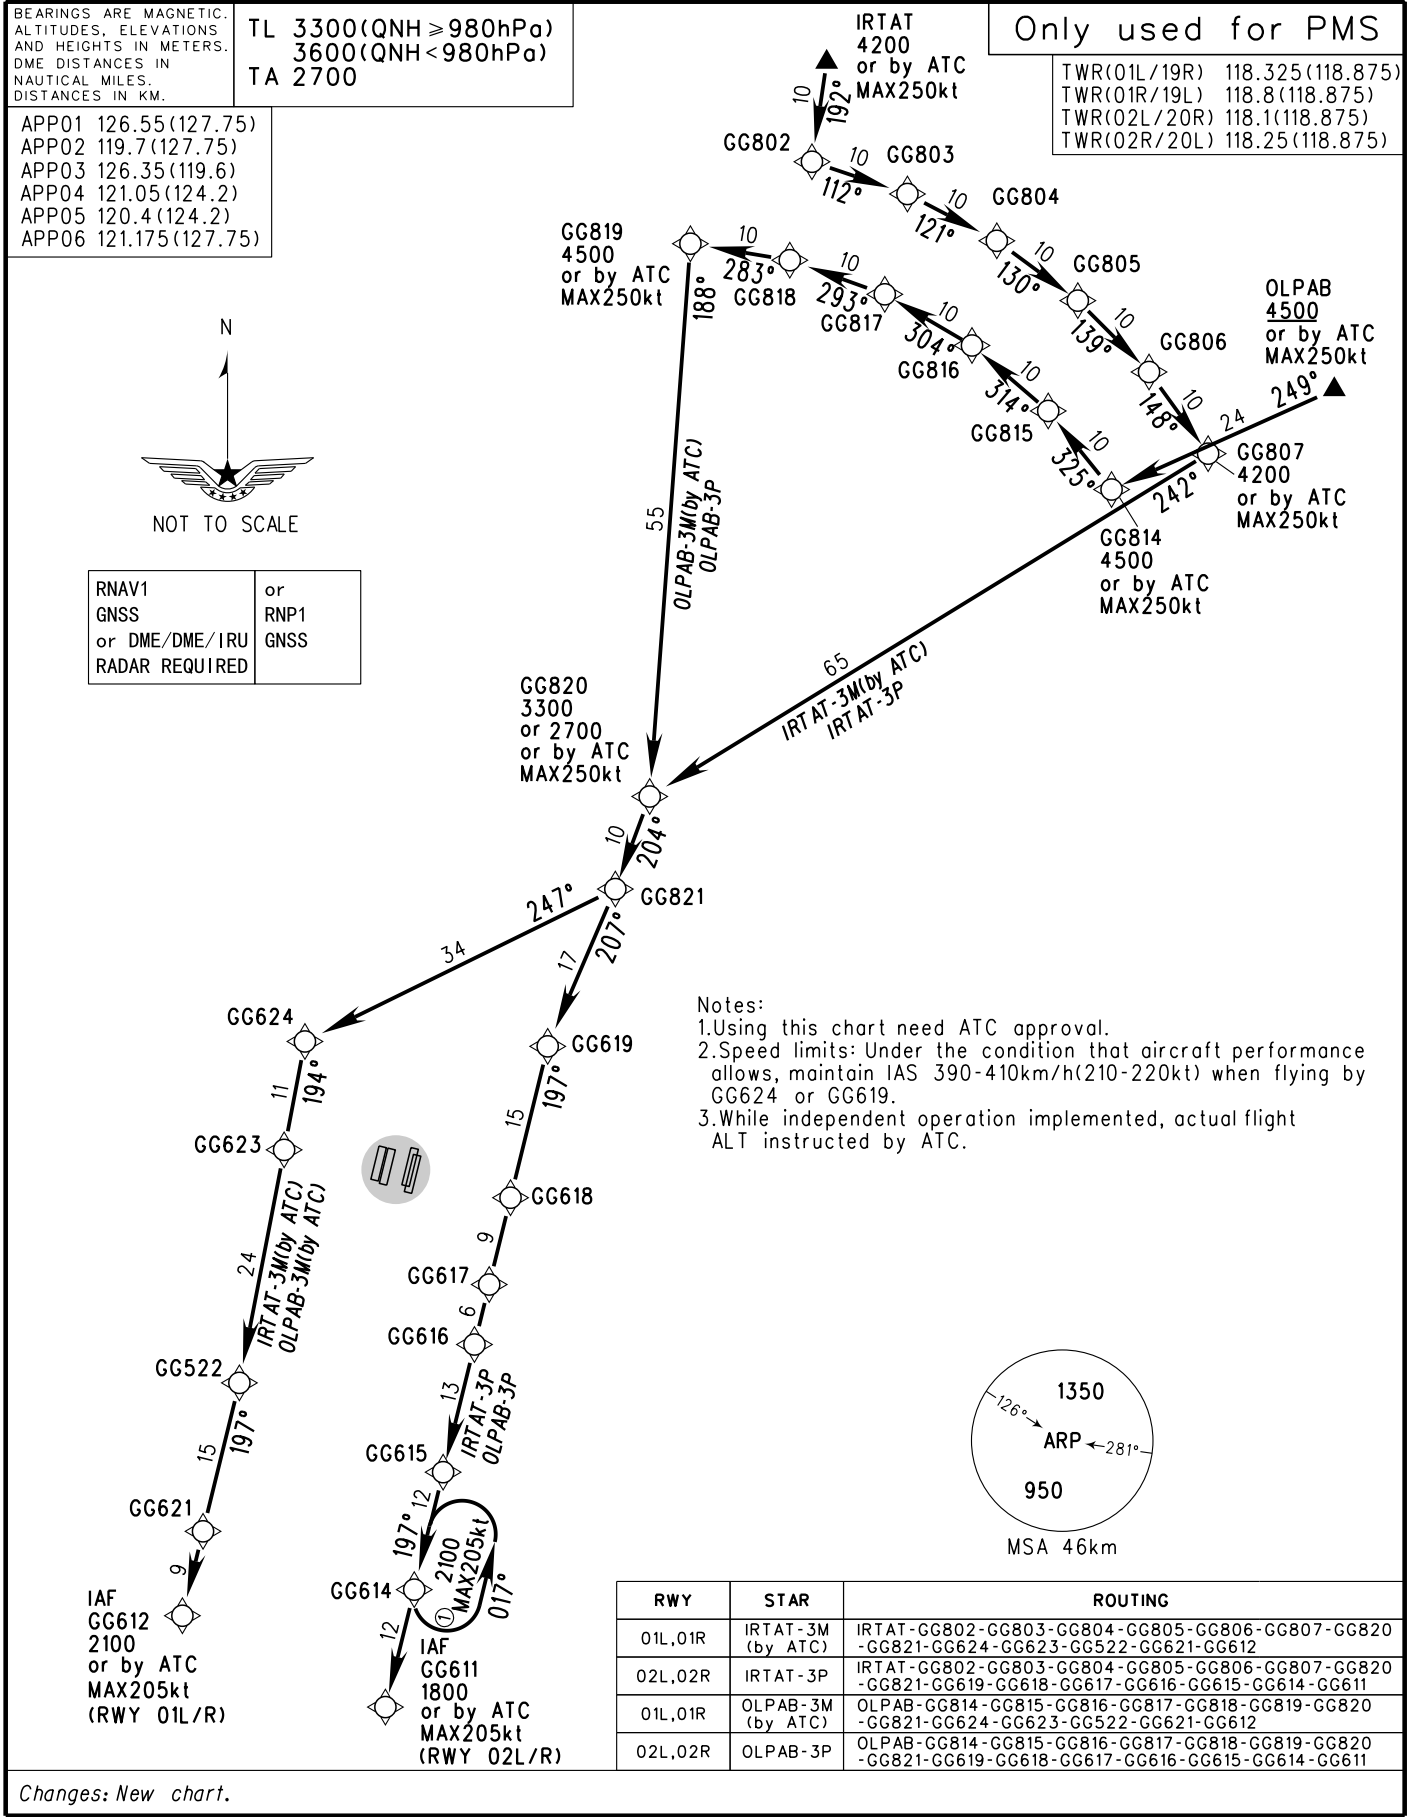 BEARINGS ARE MAGNETIC.
ALTITUDES, ELEVATIONS
AND HEIGHTS IN METERS.
DME DISTANCES IN
NAUTICAL MILES.
DISTANCES IN KM.
TL 3300(QNH≥980hPa)
3600(QNH<980hPa)
TA 2700
Only used for PMS
TWR(01L/19R) 118.325(118.875)
TWR(01R/19L) 118.8(118.875)
TWR(02L/20R) 118.1(118.875)
TWR(02R/20L) 118.25(118.875)
APP01 126.55(127.75)
APP02 119.7(127.75)
APP03 126.35(119.6)
APP04 121.05(124.2)
APP05 120.4(124.2)
APP06 121.175(127.75)
IRTAT
4200
or by ATC
MAX250kt
10
192°
GG802
10
112°
GG803
10
121°
GG804
10
130°
GG805
10
139°
GG806
10
148°
OLPAB
4500
or by ATC
MAX250kt
249°
24
GG807
4200
or by ATC
MAX250kt
242°
GG814
4500
or by ATC
MAX250kt
10
325°
GG815
10
314°
GG816
10
304°
GG817
10
293°
GG818
10
283°
GG819
4500
or by ATC
MAX250kt
188°
55
OLPAB-3M(by ATC)
OLPAB-3P
65
IRTAT-3M(by ATC)
IRTAT-3P
N
NOT TO SCALE
RNAV1
GNSS
or DME/DME/IRU
RADAR REQUIRED
or
RNP1
GNSS
GG820
3300
or 2700
or by ATC
MAX250kt
10
204°
GG821
247°
34
207°
17
GG624
GG619
11
194°
197°
15
GG623
GG618
Notes:
1.Using this chart need ATC approval.
2.Speed limits: Under the condition that aircraft performance
allows, maintain IAS 390-410km/h(210-220kt) when flying by
GG624 or GG619.
3.While independent operation implemented, actual flight
ALT instructed by ATC.
24
IRTAT-3M(by ATC)
OLPAB-3M(by ATC)
9
GG617
6
GG616
13
IRTAT-3P
OLPAB-3P
GG522
15
197°
GG615
12
197°
GG621
9
2100
MAX205kt
1
017°
GG614
12
IAF
GG612
2100
or by ATC
MAX205kt
(RWY 01L/R)
IAF
GG611
1800
or by ATC
MAX205kt
(RWY 02L/R)
1350
126°
ARP
281°
950
MSA 46km
RWY STAR ROUTING
01L,01R
IRTAT-3M
(by ATC)
IRTAT-GG802-GG803-GG804-GG805-GG806-GG807-GG820
-GG821-GG624-GG623-GG522-GG621-GG612
02L,02R
IRTAT-3P
IRTAT-GG802-GG803-GG804-GG805-GG806-GG807-GG820
-GG821-GG619-GG618-GG617-GG616-GG615-GG614-GG611
01L,01R
OLPAB-3M
(by ATC)
OLPAB-GG814-GG815-GG816-GG817-GG818-GG819-GG820
-GG821-GG624-GG623-GG522-GG621-GG612
02L,02R
OLPAB-3P
OLPAB-GG814-GG815-GG816-GG817-GG818-GG819-GG820
-GG821-GG619-GG618-GG617-GG616-GG615-GG614-GG611
Changes: New chart.